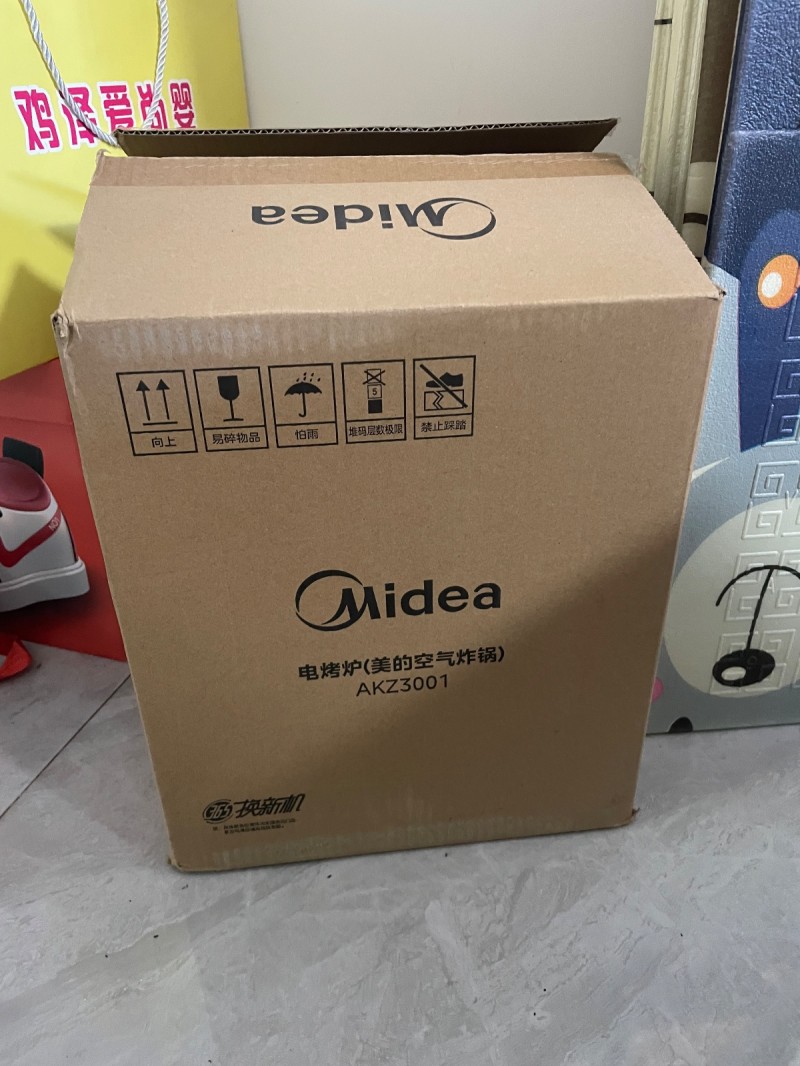 鸡泽爱尚婴
Midea
向上
易碎物品
怕雨
5
堆码层数极限
禁止踩踏
Midea
电烤炉(美的空气炸锅)
AKZ3001
365 换新机